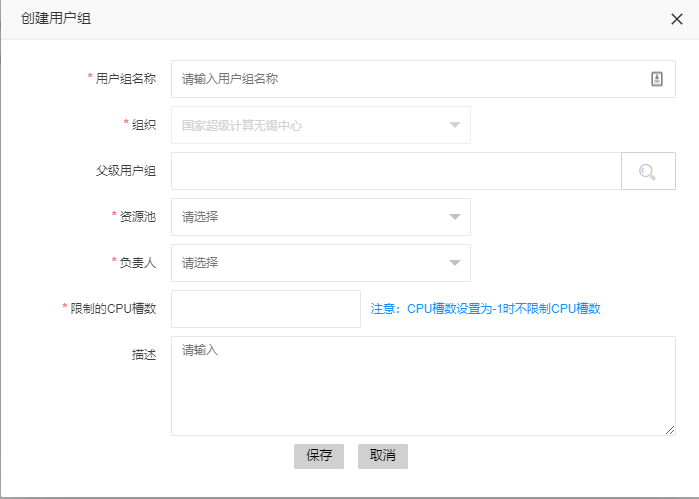 创建用户组
* 用户组名称 请输入用户组名称
* 组织 国家超级计算无锡中心
父级用户组
* 资源池 请选择
* 负责人 请选择
* 限制的CPU槽数 注意：CPU槽数设置为-1时不限制CPU槽数
描述 请输入
保存 取消